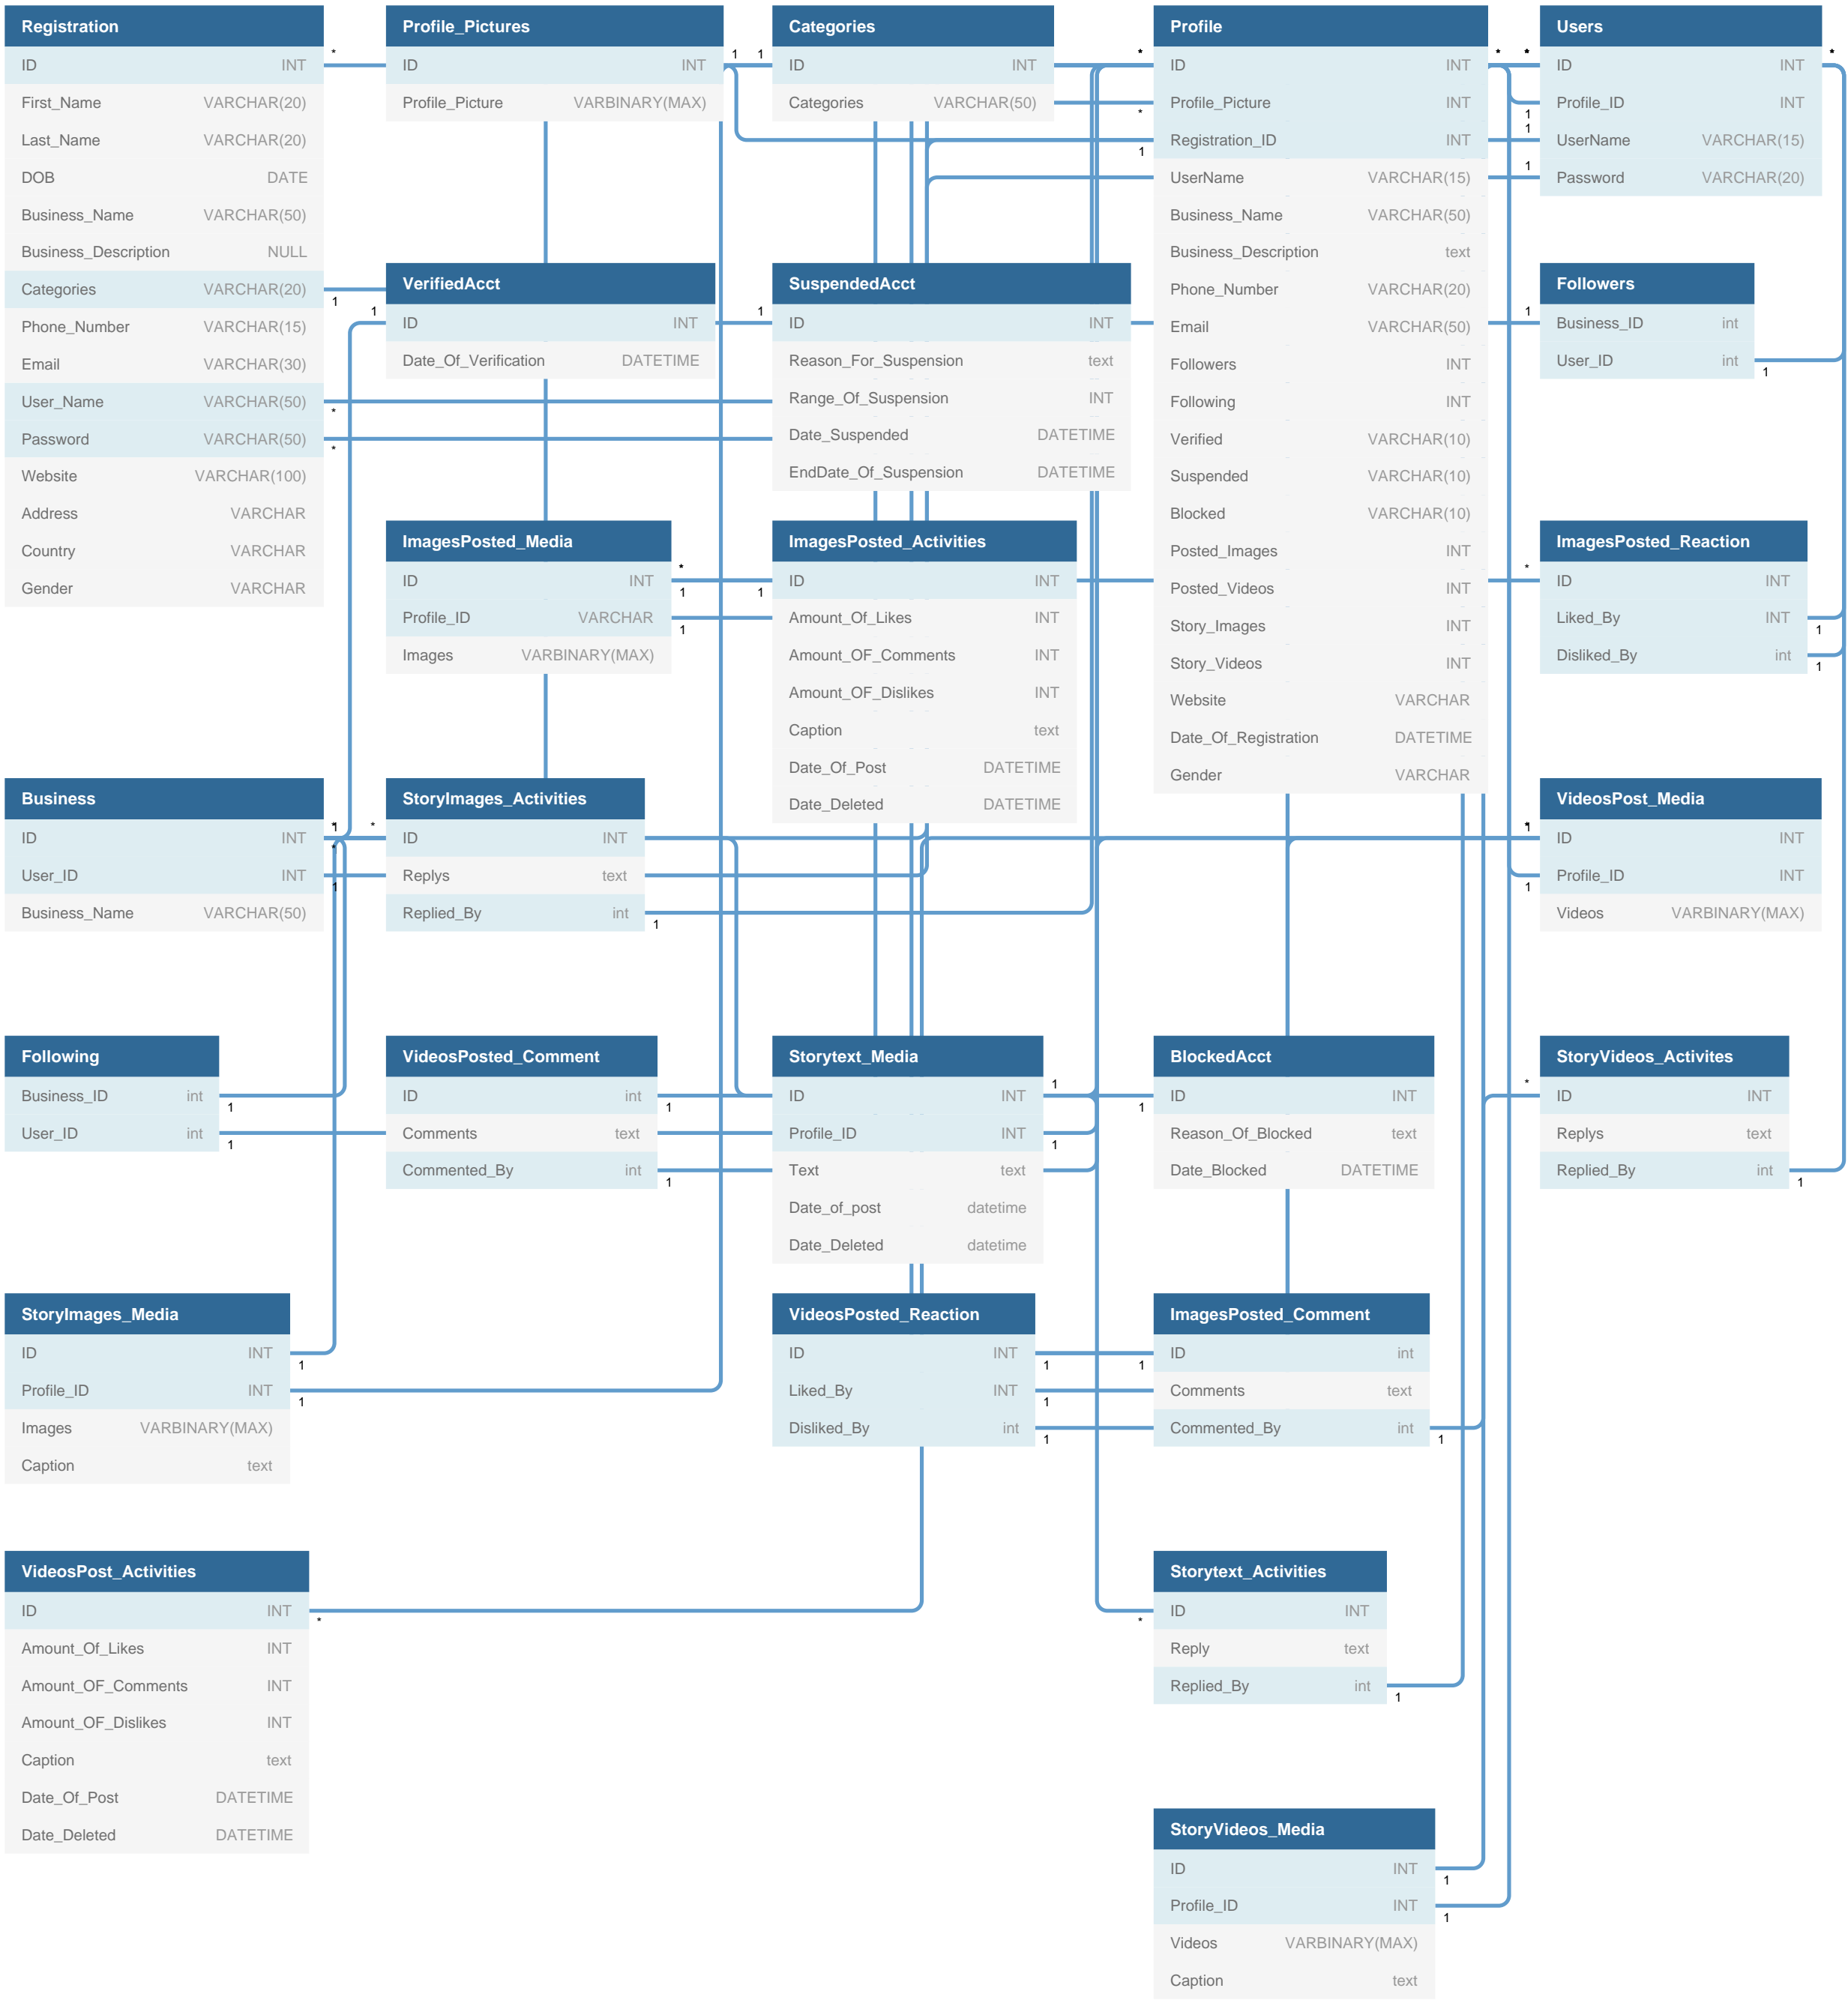 Registration
ID INT
First_Name VARCHAR(20)
Last_Name VARCHAR(20)
DOB DATE
Business_Name VARCHAR(50)
Business_Description NULL
Categories VARCHAR(20)
Phone_Number VARCHAR(15)
Email VARCHAR(30)
User_Name VARCHAR(50)
Password VARCHAR(50)
Website VARCHAR(100)
Address VARCHAR
Country VARCHAR
Gender VARCHAR
Profile_Pictures
ID INT
Profile_Picture VARBINARY(MAX)
Categories
ID INT
Categories VARCHAR(50)
Profile
ID INT
Profile_Picture INT
Registration_ID INT
UserName VARCHAR(15)
Business_Name VARCHAR(50)
Business_Description text
Phone_Number VARCHAR(20)
Email VARCHAR(50)
Followers INT
Following INT
Verified VARCHAR(10)
Suspended VARCHAR(10)
Blocked VARCHAR(10)
Posted_Images INT
Posted_Videos INT
Story_Images INT
Story_Videos INT
Website VARCHAR
Date_Of_Registration DATETIME
Gender VARCHAR
Users
ID INT
Profile_ID INT
UserName VARCHAR(15)
Password VARCHAR(20)
VerifiedAcct
ID INT
Date_Of_Verification DATETIME
SuspendedAcct
ID INT
Reason_For_Suspension text
Range_Of_Suspension INT
Date_Suspended DATETIME
EndDate_Of_Suspension DATETIME
Followers
Business_ID int
User_ID int
ImagesPosted_Media
ID INT
Profile_ID VARCHAR
Images VARBINARY(MAX)
ImagesPosted_Activities
ID INT
Amount_Of_Likes INT
Amount_OF_Comments INT
Amount_OF_Dislikes INT
Caption text
Date_Of_Post DATETIME
Date_Deleted DATETIME
ImagesPosted_Reaction
ID INT
Liked_By INT
Disliked_By int
Business
ID INT
User_ID INT
Business_Name VARCHAR(50)
StoryImages_Activities
ID INT
Replys text
Replied_By int
VideosPost_Media
ID INT
Profile_ID INT
Videos VARBINARY(MAX)
Following
Business_ID int
User_ID int
VideosPosted_Comment
ID int
Comments text
Commented_By int
Storytext_Media
ID INT
Profile_ID INT
Text text
Date_of_post datetime
Date_Deleted datetime
BlockedAcct
ID INT
Reason_Of_Blocked text
Date_Blocked DATETIME
StoryVideos_Activites
ID INT
Replys text
Replied_By int
StoryImages_Media
ID INT
Profile_ID INT
Images VARBINARY(MAX)
Caption text
VideosPosted_Reaction
ID INT
Liked_By INT
Disliked_By int
ImagesPosted_Comment
ID int
Comments text
Commented_By int
VideosPost_Activities
ID INT
Amount_Of_Likes INT
Amount_OF_Comments INT
Amount_OF_Dislikes INT
Caption text
Date_Of_Post DATETIME
Date_Deleted DATETIME
Storytext_Activities
ID INT
Reply text
Replied_By int
StoryVideos_Media
ID INT
Profile_ID INT
Videos VARBINARY(MAX)
Caption text